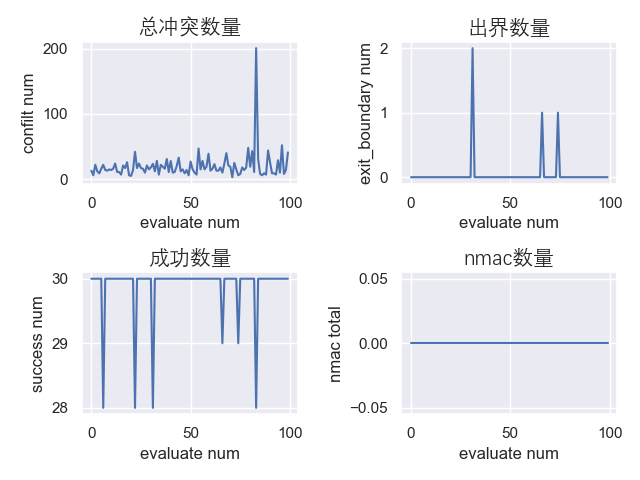 总冲突数量
200
100
0
confilt num
0
50
100
evaluate num
出界数量
2
1
0
exit_boundary num
0
50
100
evaluate num
成功数量
30
29
28
success num
0
50
100
evaluate num
nmac数量
0.05
0.00
−0.05
nmac total
0
50
100
evaluate num